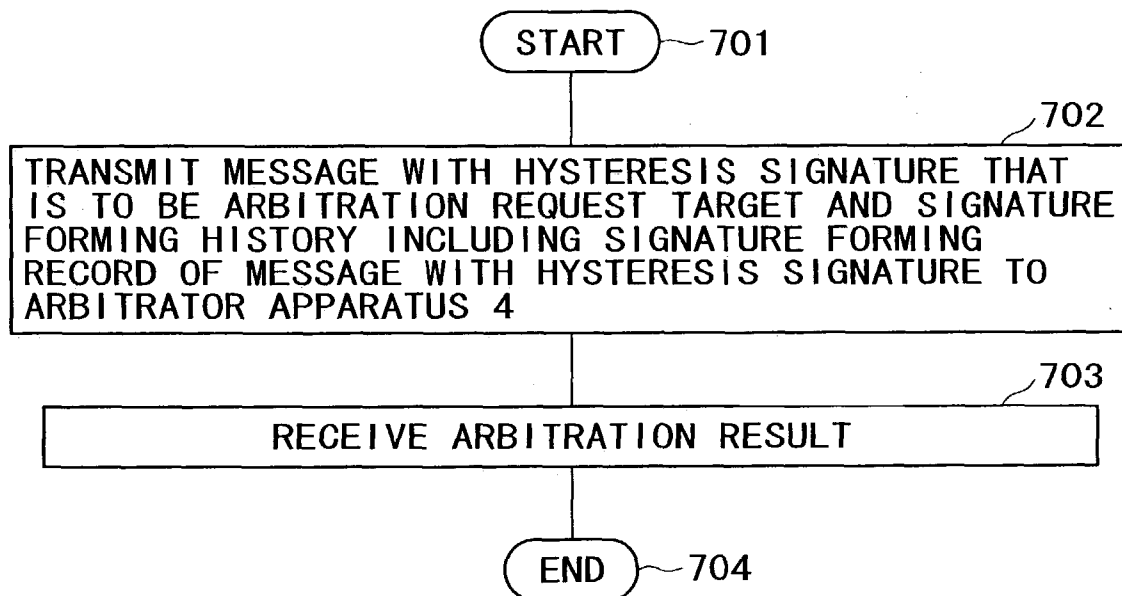 START 701
702
TRANSMIT MESSAGE WITH HYSTERESIS SIGNATURE THAT
IS TO BE ARBITRATION REQUEST TARGET AND SIGNATURE
FORMING HISTORY INCLUDING SIGNATURE FORMING
RECORD OF MESSAGE WITH HYSTERESIS SIGNATURE TO
ARBITRATOR APPARATUS 4
703
RECEIVE ARBITRATION RESULT
END 704